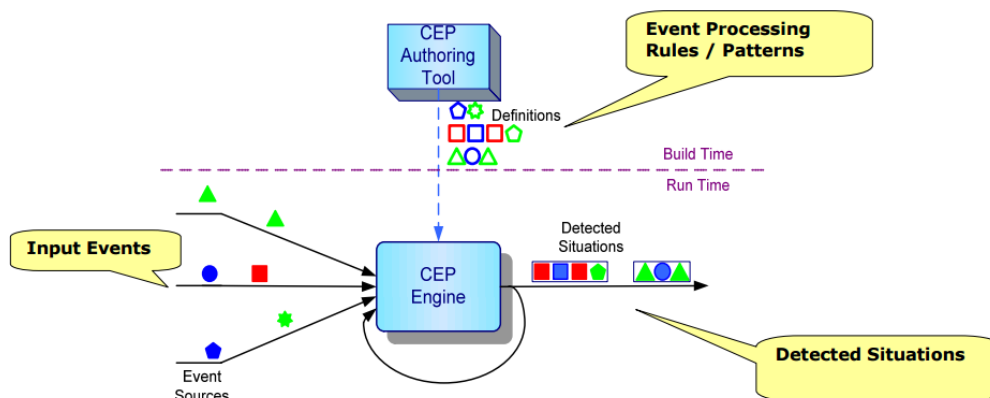 CEP
Authoring
Tool
Event Processing
Rules / Patterns
Definitions
Build Time
Run Time
Input Events
Detected
Situations
CEP
Engine
Detected Situations
Event
Sources